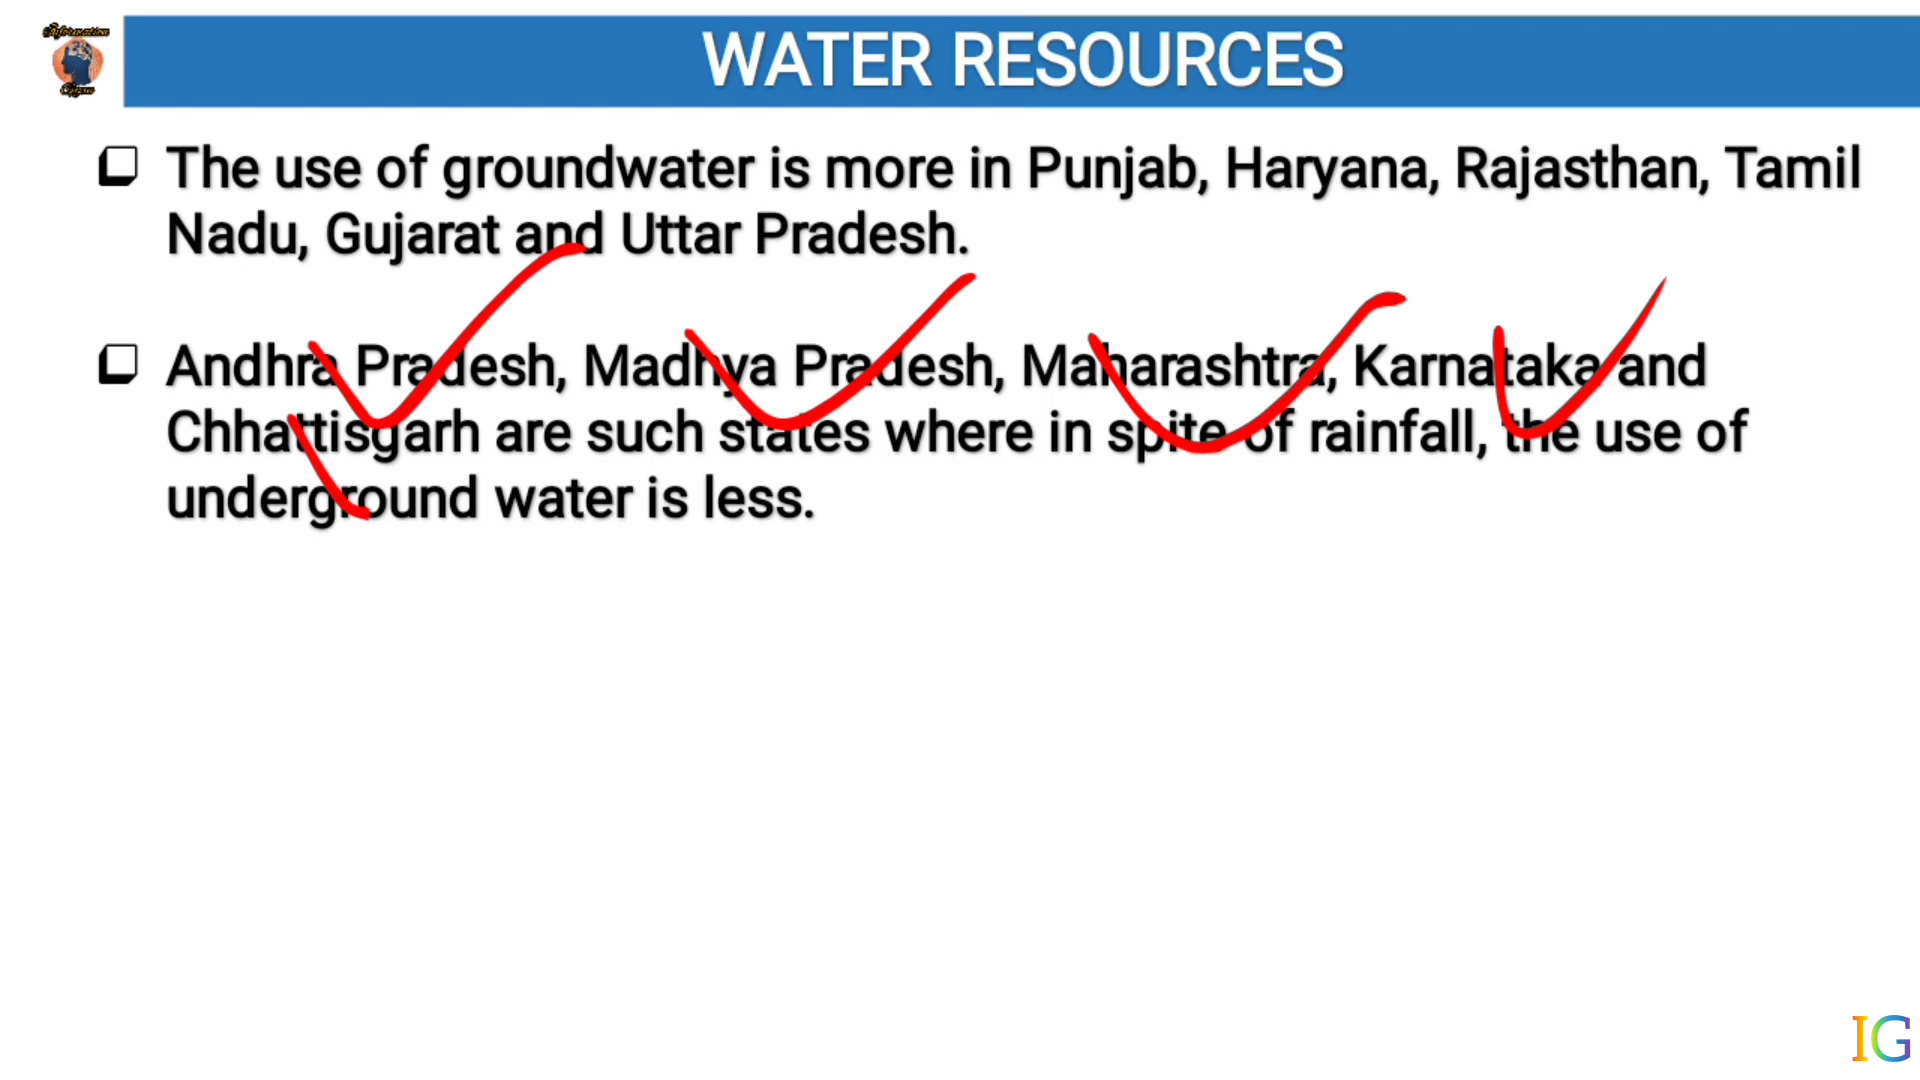 WATER RESOURCES
The use of groundwater is more in Punjab, Haryana, Rajasthan, Tamil
Nadu, Gujarat and Uttar Pradesh.
Andhra Pradesh, Madhya Pradesh, Maharashtra, Karnataka and
Chhattisgarh are such states where in spite of rainfall, the use of
underground water is less.
IG